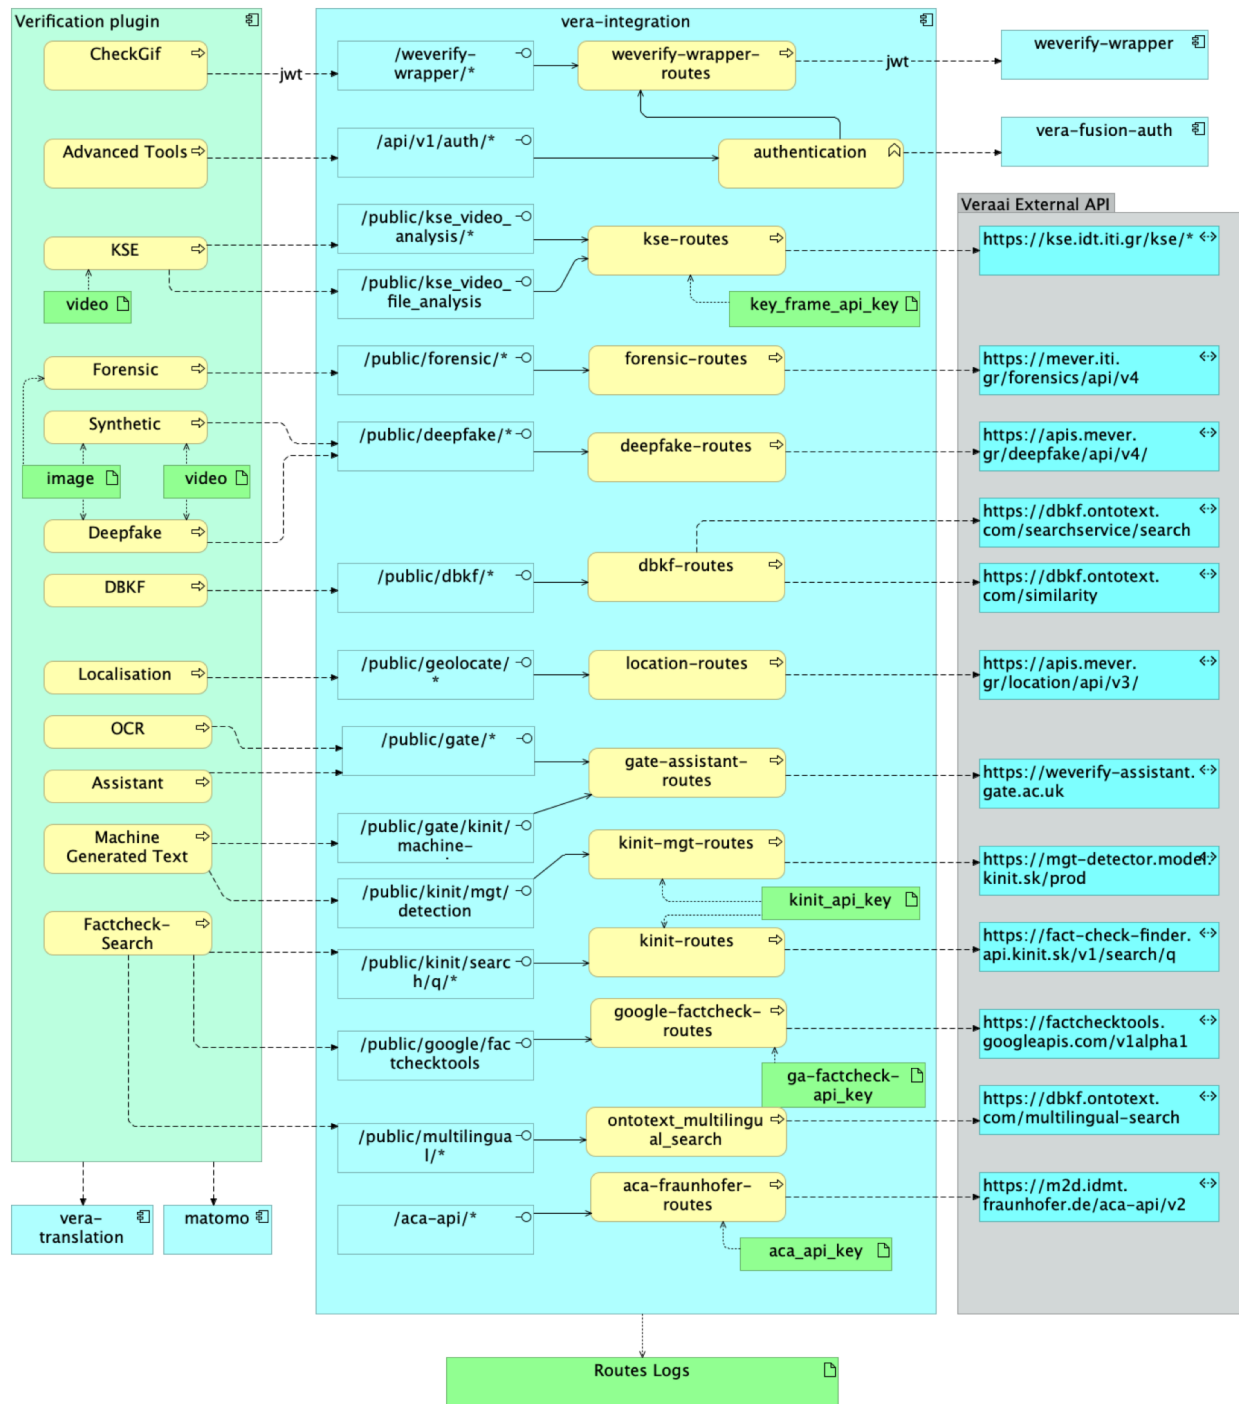 Verification plugin
CheckGif
jwt
Advanced Tools
KSE
video
Forensic
Synthetic
image
video
Deepfake
DBKF
Localisation
OCR
Assistant
Machine
Generated Text
Factcheck-
Search
vera-
translation
matomo
vera-integration
/weverify-
wrapper/*
weverify-wrapper-
routes
jwt
/api/v1/auth/*
authentication
/public/kse_video_
analysis/*
kse-routes
/public/kse_video_
file_analysis
key_frame_api_key
/public/forensic/*
forensic-routes
/public/deepfake/*
deepfake-routes
/public/dbkf/*
dbkf-routes
/public/geolocate/
*
location-routes
/public/gate/*
gate-assistant-
routes
/public/gate/kinit/
machine-
kinit-mgt-routes
/public/kinit/mgt/
detection
kinit_api_key
/public/kinit/searc
h/q/*
kinit-routes
/public/google/fac
tchecktools
google-factcheck-
routes
ga-factcheck-
api_key
/public/multilingua
l/*
ontotext_multilingu
al_search
/aca-api/*
aca-fraunhofer-
routes
aca_api_key
Routes Logs
weverify-wrapper
vera-fusion-auth
Veraai External API
https://kse.idt.iti.gr/kse/*
https://mever.iti.
gr/forensics/api/v4
https://apis.mever.
gr/deepfake/api/v4/
https://dbkf.ontotext.
com/searchservice/search
https://dbkf.ontotext.
com/similarity
https://apis.mever.
gr/location/api/v3/
https://weverify-assistant.
gate.ac.uk
https://mgt-detector.model.
kinit.sk/prod
https://fact-check-finder.
api.kinit.sk/v1/search/q
https://factchecktools.
googleapis.com/v1alpha1
https://dbkf.ontotext.
com/multilingual-search
https://m2d.idmt.
fraunhofer.de/aca-api/v2